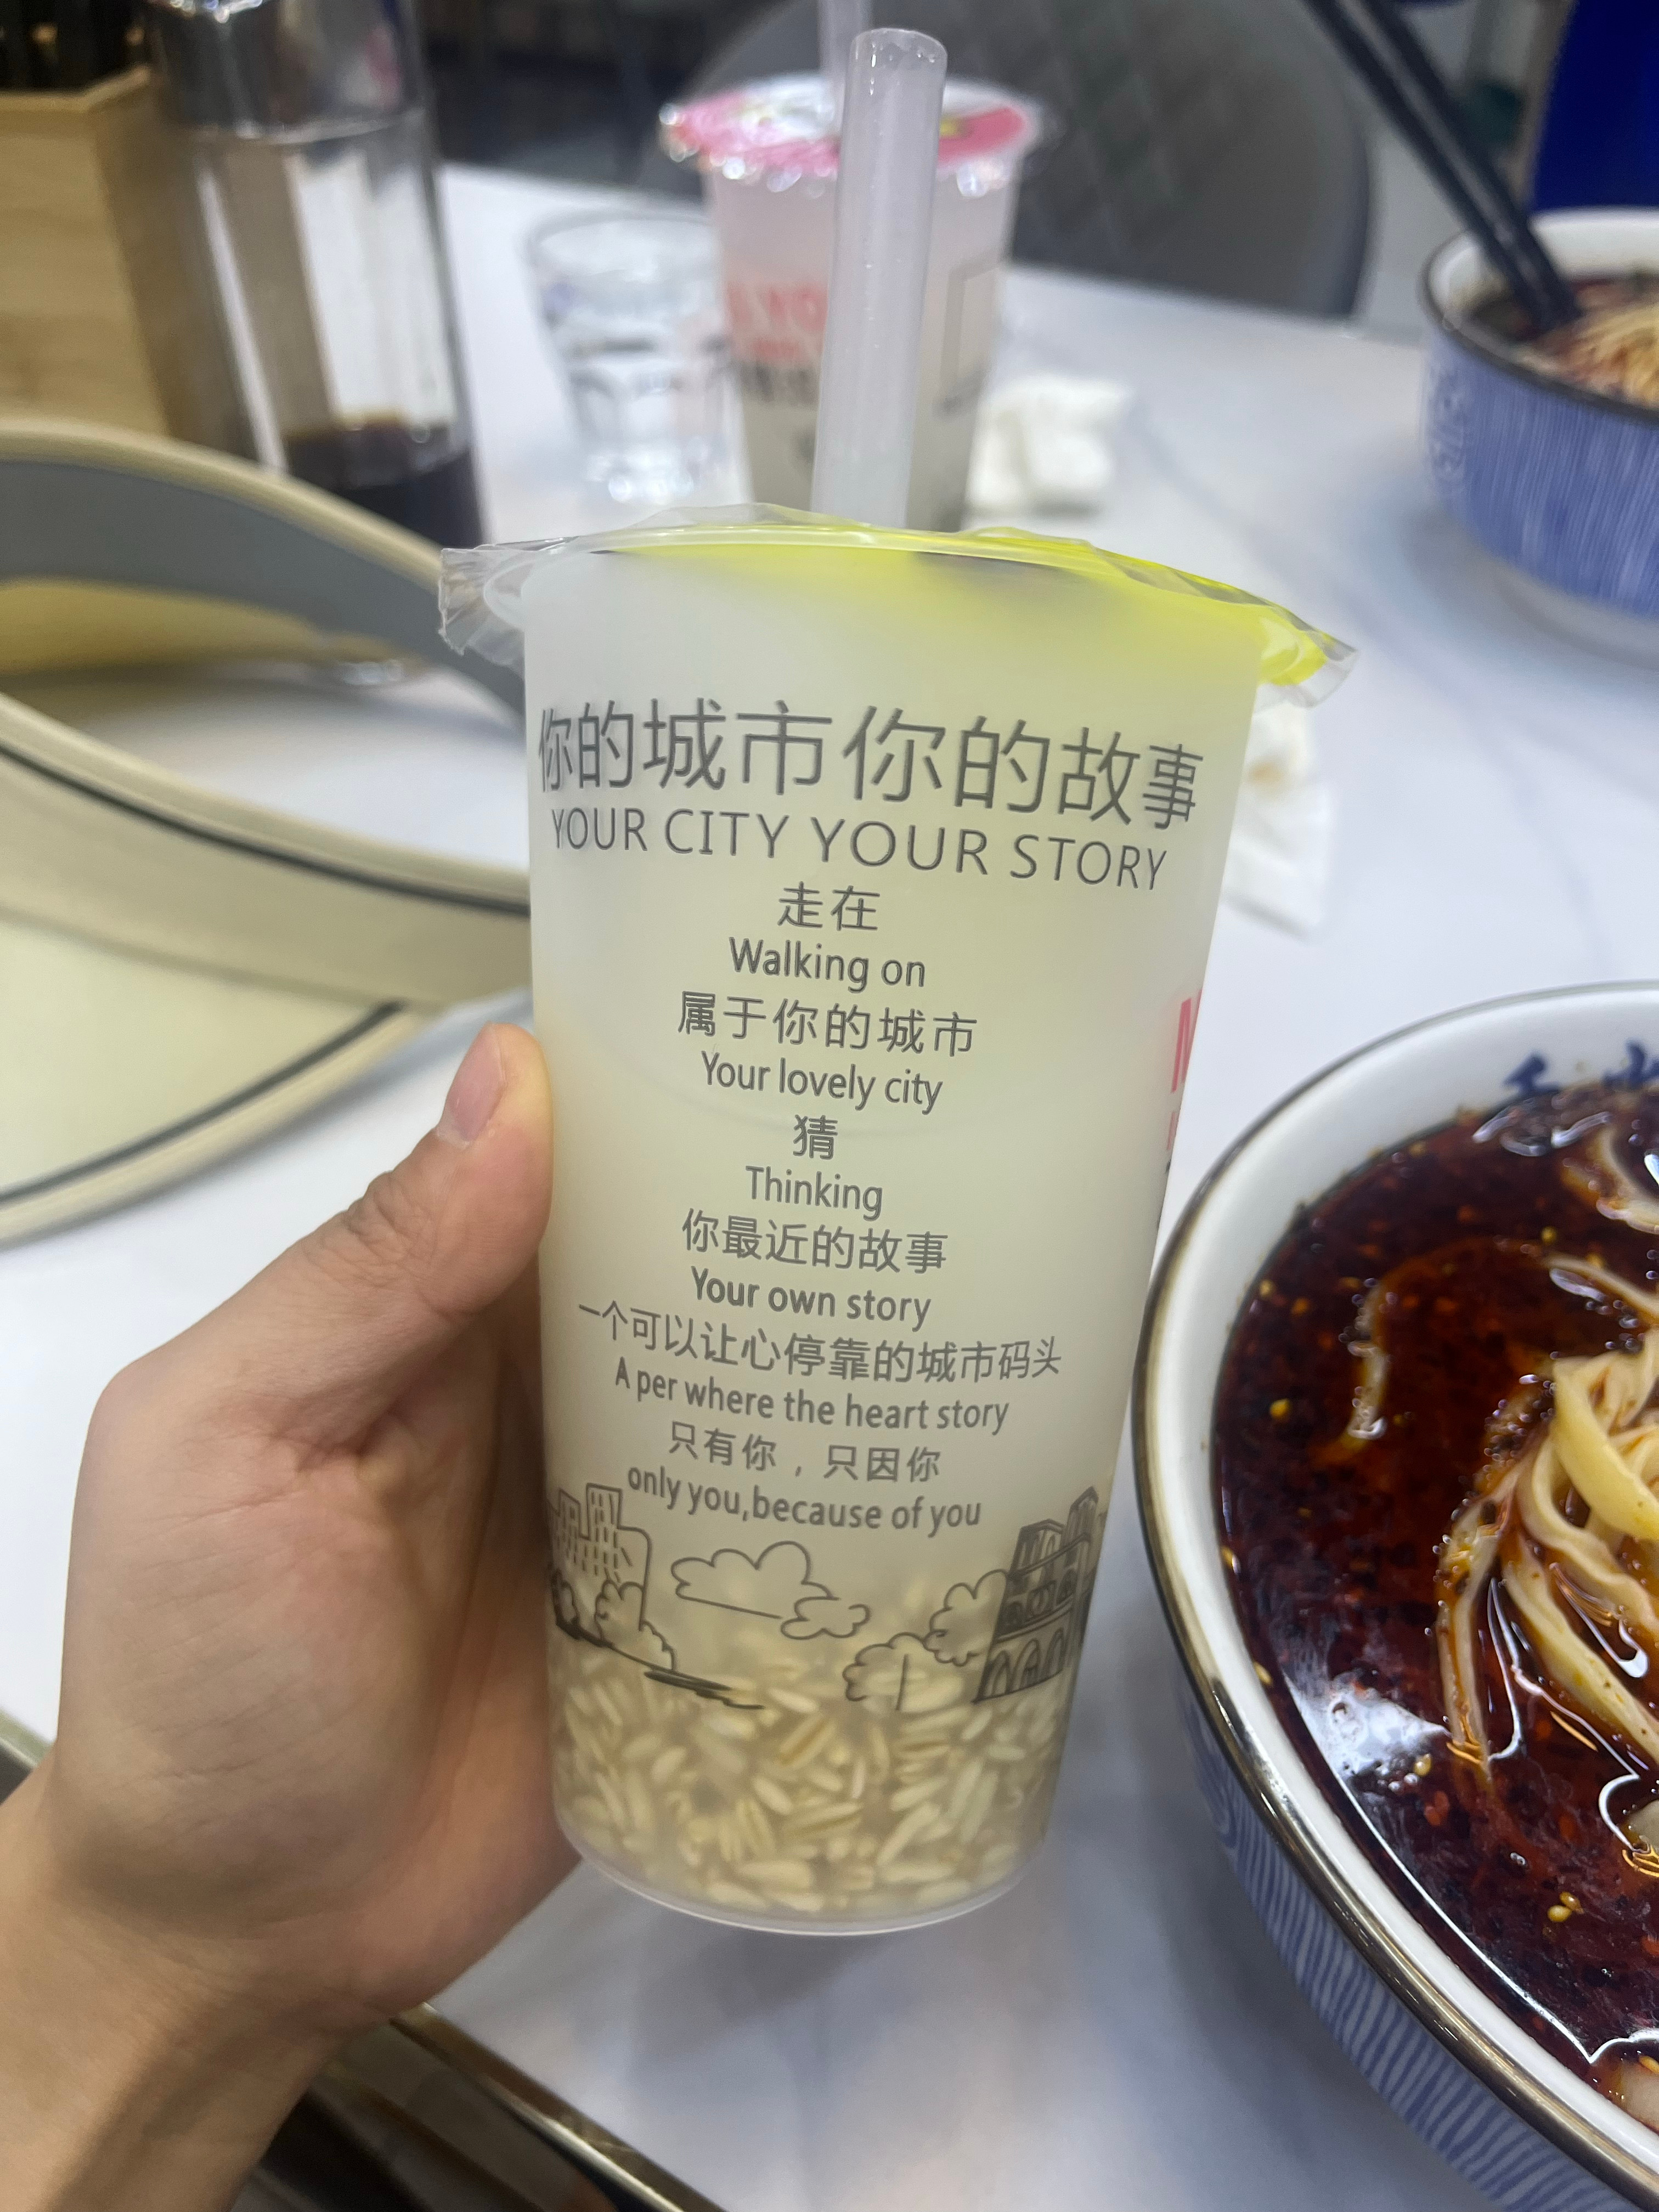 你的城市你的故事
YOUR CITY YOUR STORY
走在
Walking on
属于你的城市
Your lovely city
猜
Thinking
你最近的故事
Your own story
一个可以让心停靠的城市码头
A per where the heart story
只有你，只因你
only you,because of you